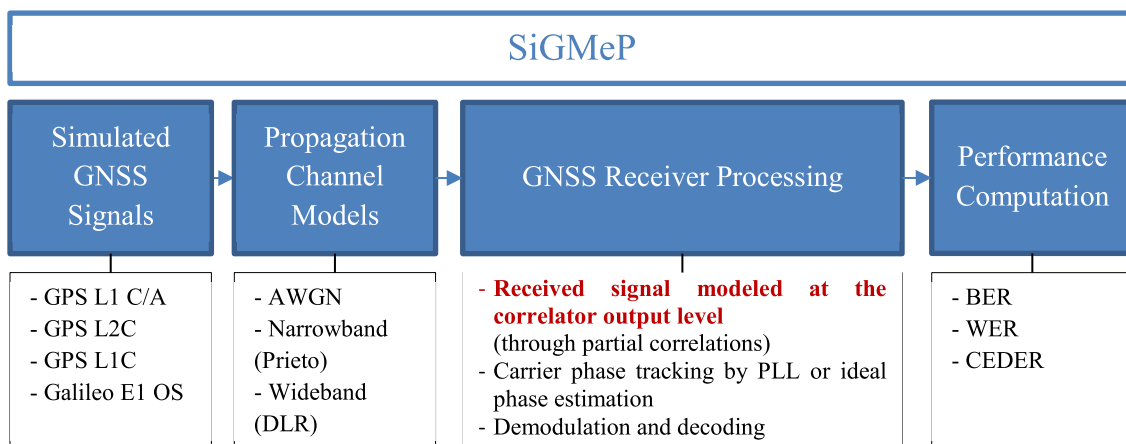 SiGMeP
Simulated
GNSS
Signals
Propagation
Channel
Models
GNSS Receiver Processing
Performance
Computation
- GPS L1 C/A
- GPS L2C
- GPS L1C
- Galileo E1 OS
- AWGN
- Narrowband
(Prieto)
- Wideband
(DLR)
- Received signal modeled at the
correlator output level
(through partial correlations)
- Carrier phase tracking by PLL or ideal
phase estimation
- Demodulation and decoding
- BER
- WER
- CEDER